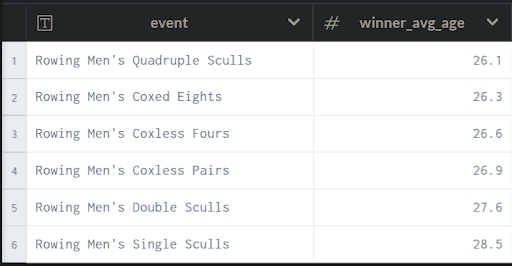 T event # winner_avg_age
1 Rowing Men's Quadruple Sculls 26.1
2 Rowing Men's Coxed Eights 26.3
3 Rowing Men's Coxless Fours 26.6
4 Rowing Men's Coxless Pairs 26.9
5 Rowing Men's Double Sculls 27.6
6 Rowing Men's Single Sculls 28.5